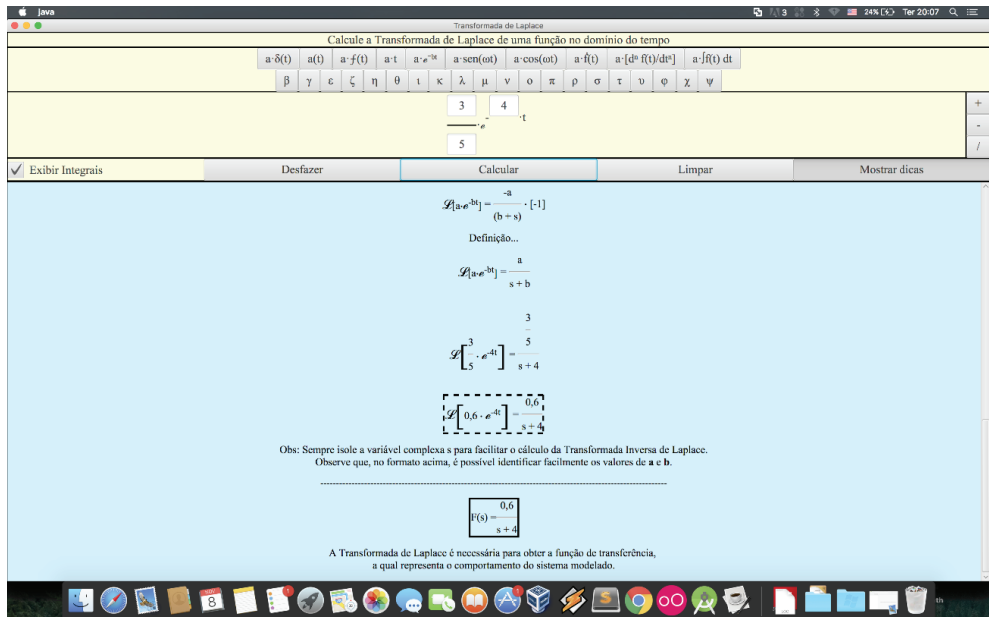 Java 3 24% Ter 20:07
Transformada de Laplace
Calcule a Transformada de Laplace de uma função no domínio do tempo
a·δ(t) a(t) a·ƒ(t) a·t a·e⁻ᵇᵗ a·sen(ωt) a·cos(ωt) a·ḟ(t) a·[dⁿ f(t)/dtⁿ] a·∫f(t) dt
β γ ε ζ η θ ι κ λ μ ν ο π ρ σ τ υ φ χ ψ
3
5
·e
- 4 ·t
+
-
/
Exibir Integrais Desfazer Calcular Limpar Mostrar dicas
ℒ[a·e⁻ᵇᵗ] = -a / (b + s) · [-1]
Definição...
ℒ[a·e⁻ᵇᵗ] = a / s + b
ℒ[3/5 · e⁻⁴ᵗ] = 3/5 / s + 4
ℒ[0,6 · e⁻⁴ᵗ] = 0,6 / s + 4
Obs: Sempre isole a variável complexa s para facilitar o cálculo da Transformada Inversa de Laplace.
Observe que, no formato acima, é possível identificar facilmente os valores de a e b.
F(s) = 0,6 / s + 4
A Transformada de Laplace é necessária para obter a função de transferência,
a qual representa o comportamento do sistema modelado.
8